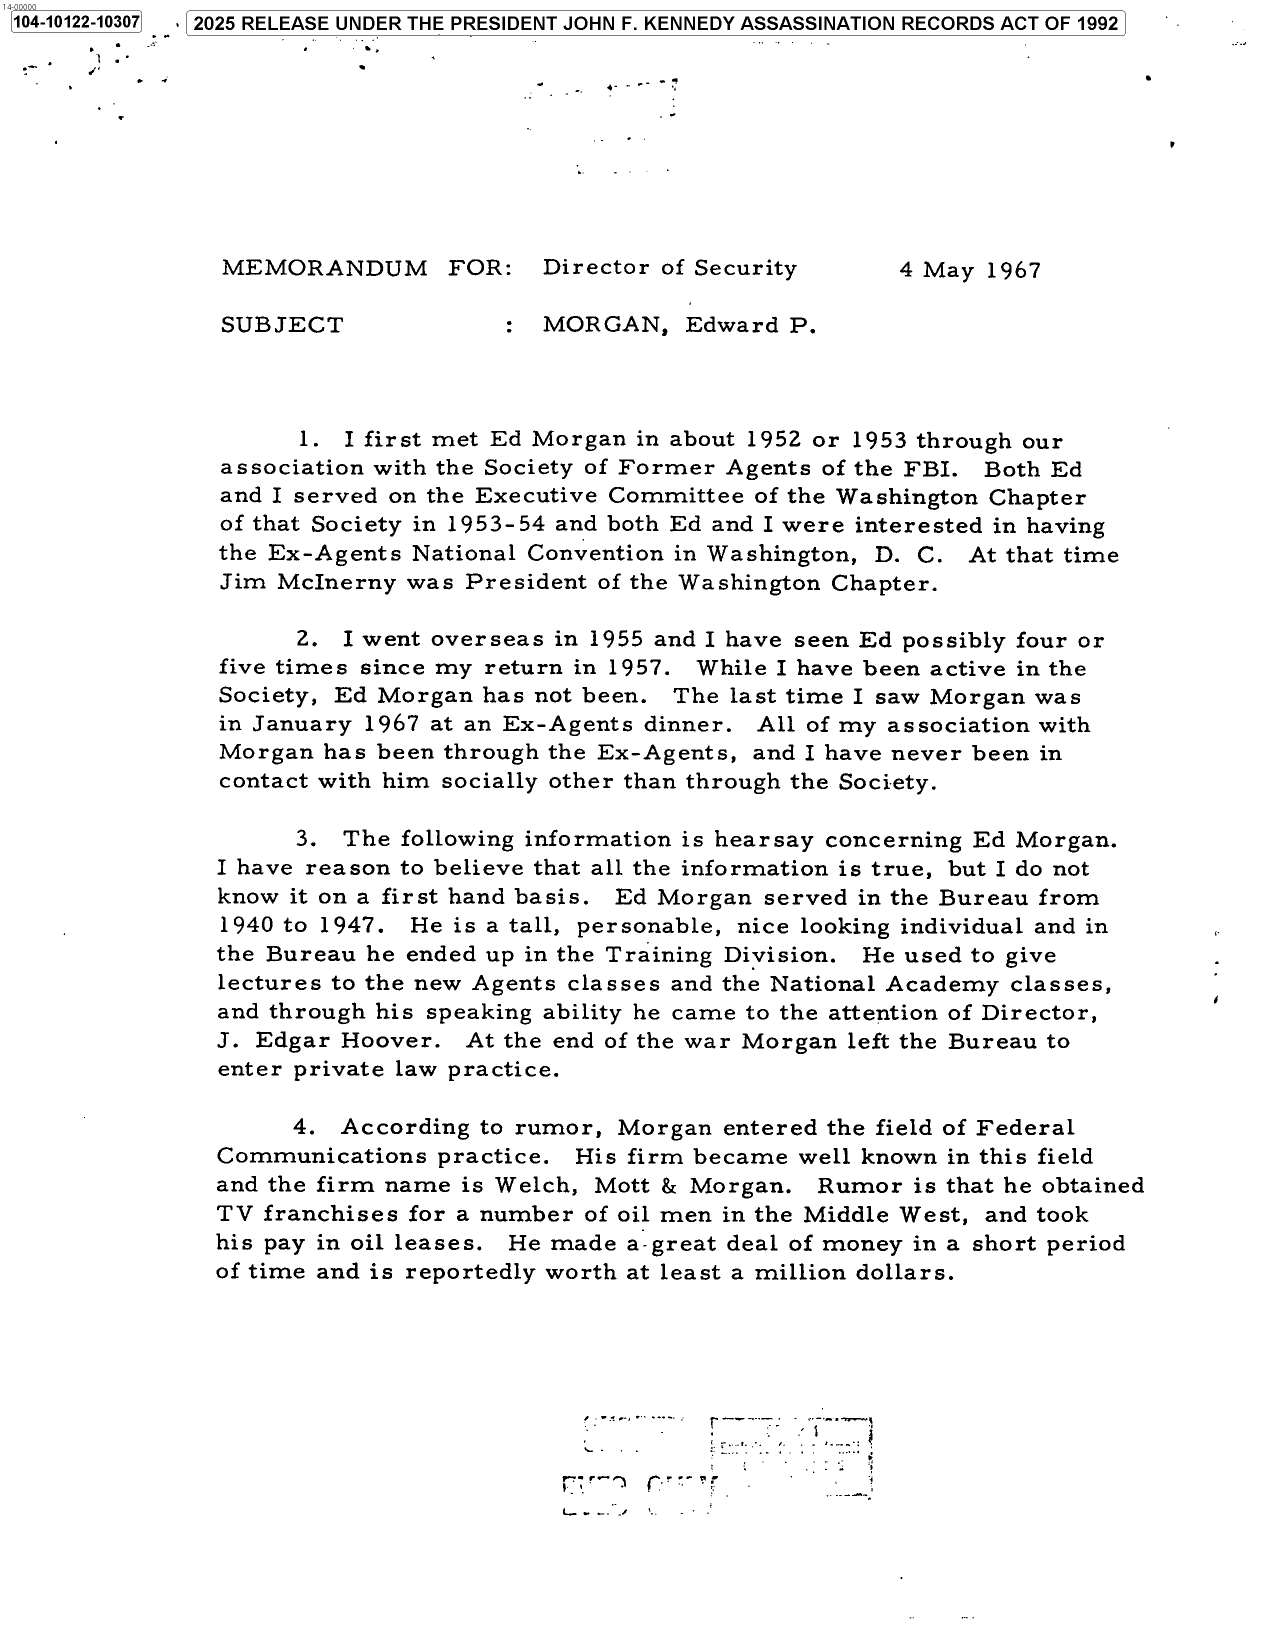 14-00000
104-10122-10307
2025 RELEASE UNDER THE PRESIDENT JOHN F. KENNEDY ASSASSINATION RECORDS ACT OF 1992
MEMORANDUM FOR: Director of Security 4 May 1967
SUBJECT : MORGAN, Edward P.
1. I first met Ed Morgan in about 1952 or 1953 through our
association with the Society of Former Agents of the FBI. Both Ed
and I served on the Executive Committee of the Washington Chapter
of that Society in 1953-54 and both Ed and I were interested in having
the Ex-Agents National Convention in Washington, D. C. At that time
Jim McInerny was President of the Washington Chapter.
2. I went overseas in 1955 and I have seen Ed possibly four or
five times since my return in 1957. While I have been active in the
Society, Ed Morgan has not been. The last time I saw Morgan was
in January 1967 at an Ex-Agents dinner. All of my association with
Morgan has been through the Ex-Agents, and I have never been in
contact with him socially other than through the Society.
3. The following information is hearsay concerning Ed Morgan.
I have reason to believe that all the information is true, but I do not
know it on a first hand basis. Ed Morgan served in the Bureau from
1940 to 1947. He is a tall, personable, nice looking individual and in
the Bureau he ended up in the Training Division. He used to give
lectures to the new Agents classes and the National Academy classes,
and through his speaking ability he came to the attention of Director,
J. Edgar Hoover. At the end of the war Morgan left the Bureau to
enter private law practice.
4. According to rumor, Morgan entered the field of Federal
Communications practice. His firm became well known in this field
and the firm name is Welch, Mott & Morgan. Rumor is that he obtained
TV franchises for a number of oil men in the Middle West, and took
his pay in oil leases. He made a great deal of money in a short period
of time and is reportedly worth at least a million dollars.